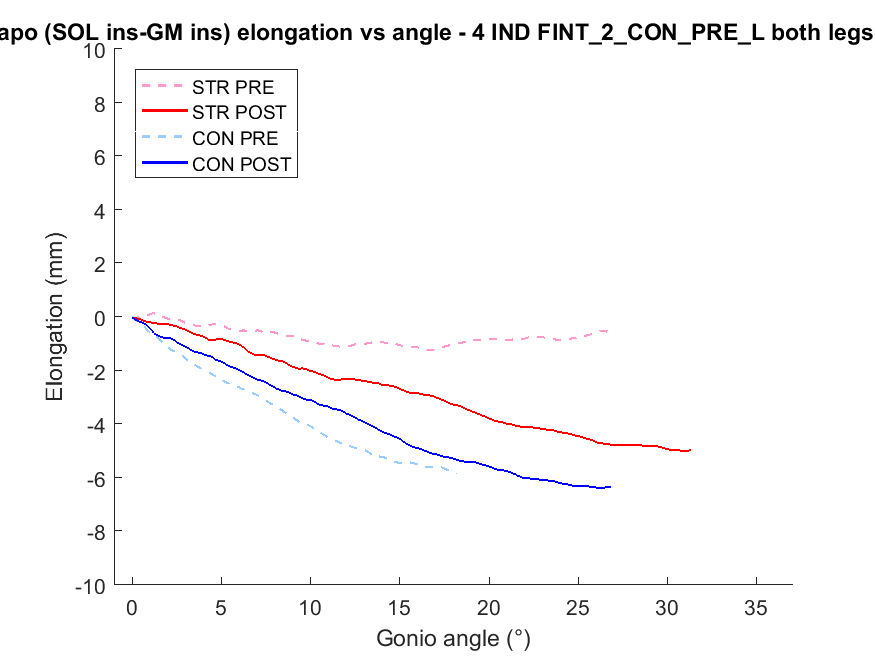 apo (SOL ins-GM ins) elongation vs angle - 4 IND FINT_2_CON_PRE_L both legs
10
8
6
4
2
0
-2
-4
-6
-8
-10
Elongation (mm)
STR PRE
STR POST
CON PRE
CON POST
0 5 10 15 20 25 30 35
Gonio angle (°)